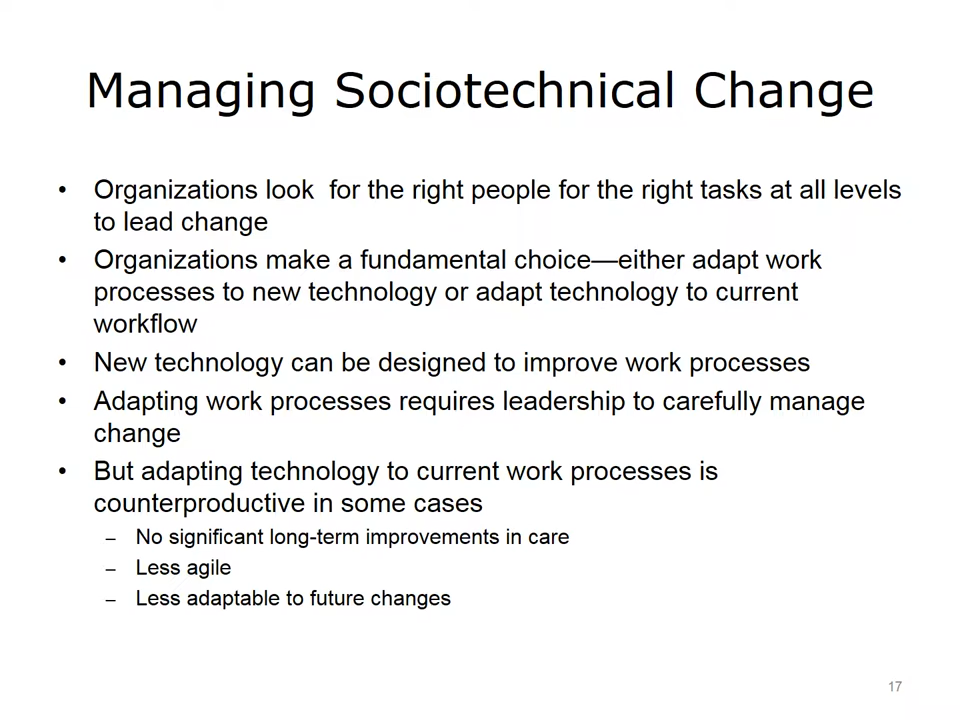 Managing Sociotechnical Change
• Organizations look  for the right people for the right tasks at all levels
to lead change
• Organizations make a fundamental choice—either adapt work
processes to new technology or adapt technology to current
workflow
• New technology can be designed to improve work processes
• Adapting work processes requires leadership to carefully manage
change
• But adapting technology to current work processes is
counterproductive in some cases
– No significant long-term improvements in care
– Less agile
– Less adaptable to future changes
17